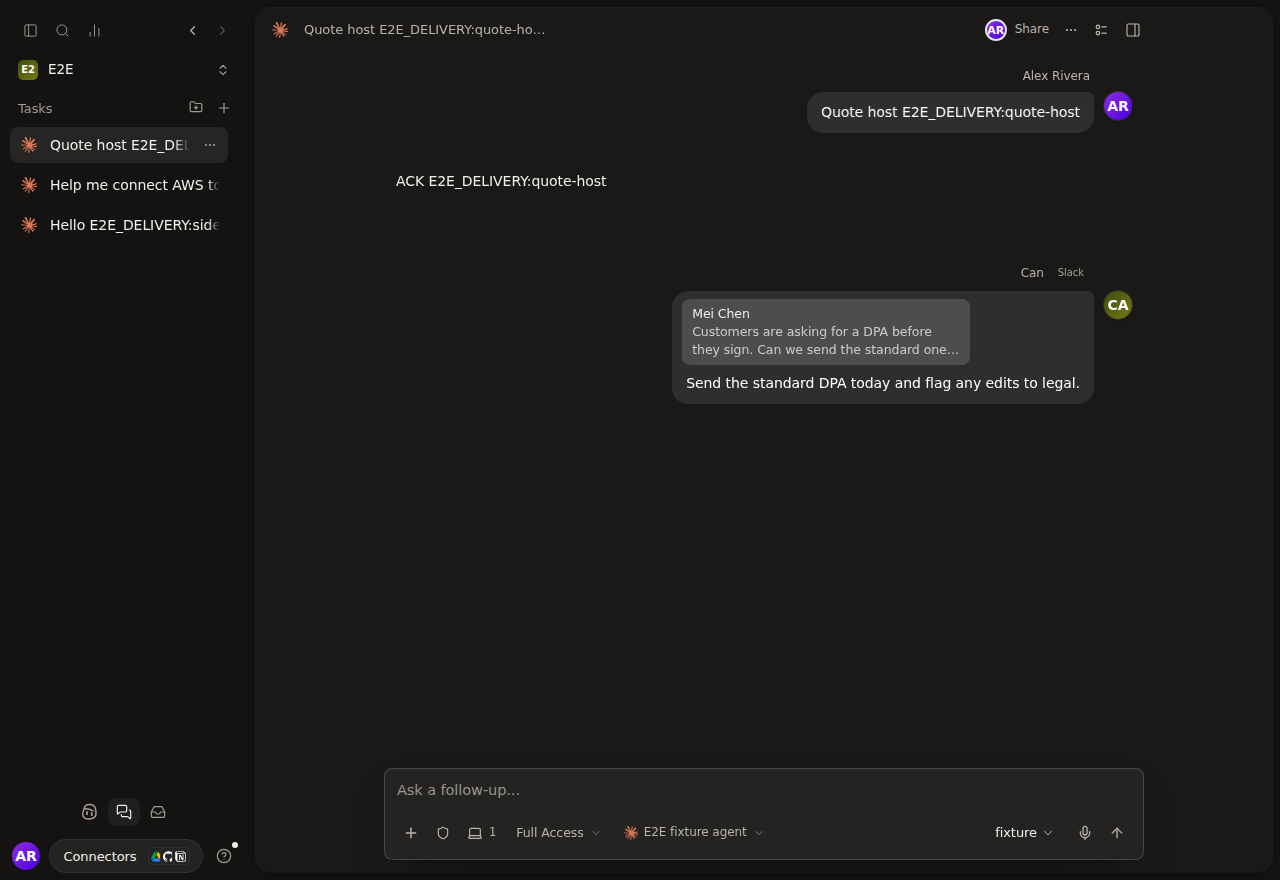 Quote host E2E_DELIVERY:quote-ho…
AR
Share
E2
E2E
Tasks
Quote host E2E_DEL
Help me connect AWS to
Hello E2E_DELIVERY:side
Alex Rivera
Quote host E2E_DELIVERY:quote-host
AR
ACK E2E_DELIVERY:quote-host
Can Slack
CA
Mei Chen
Customers are asking for a DPA before
they sign. Can we send the standard one…
Send the standard DPA today and flag any edits to legal.
Ask a follow-up...
1 Full Access E2E fixture agent fixture
AR
Connectors